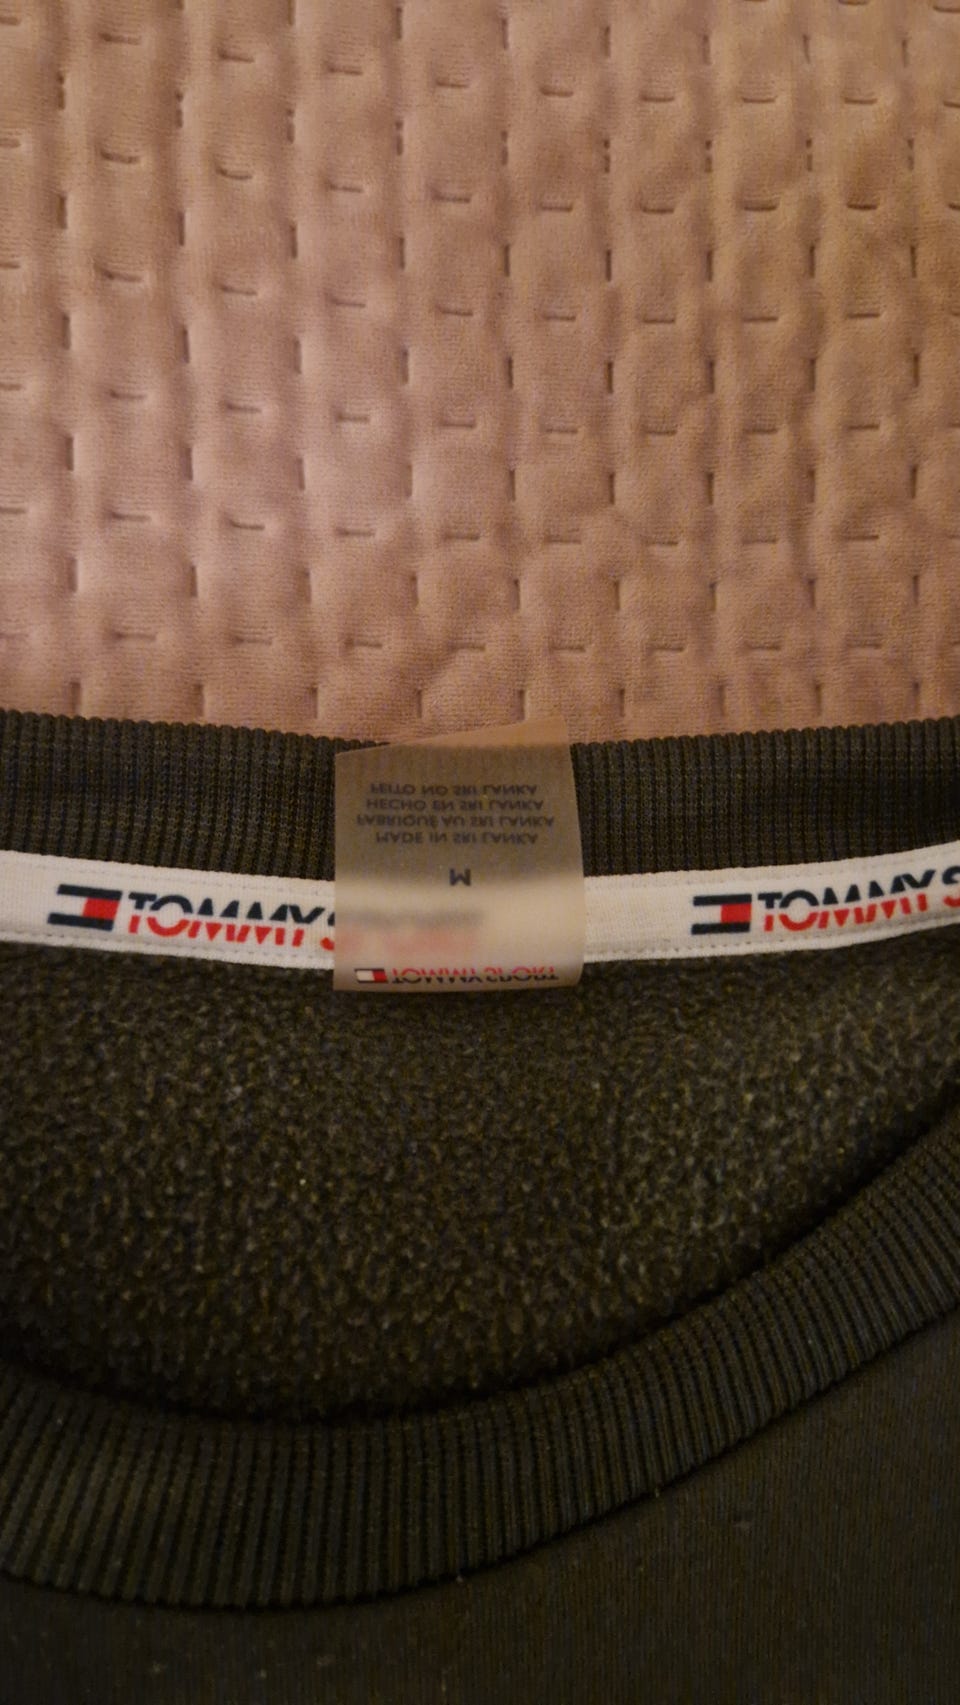 TOMMY SPORT
M
MADE IN SRI LANKA
FABRIQUÉ AU SRI LANKA
HECHO EN SRI LANKA
FEITO NO SRI LANKA
TOMMY S
TOMMY S